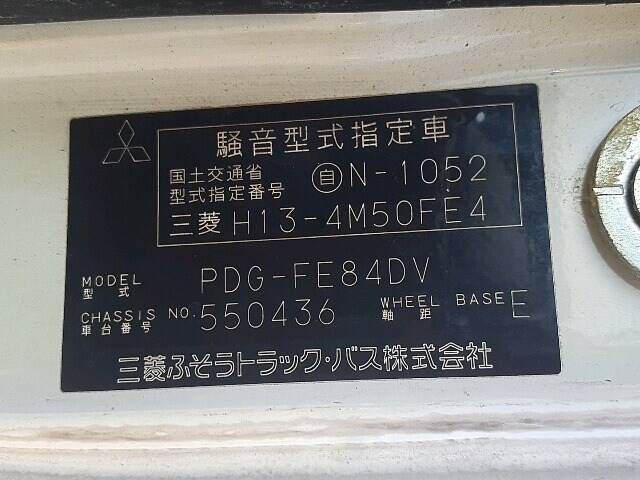 騒音型式指定車
国土交通省
型式指定番号 自N-1052
三菱 H13-4M50FE4
MODEL
型式 PDG-FE84DV
CHASSIS NO. 550436 WHEEL BASE E
車台番号 軸距
三菱ふそうトラック・バス株式会社